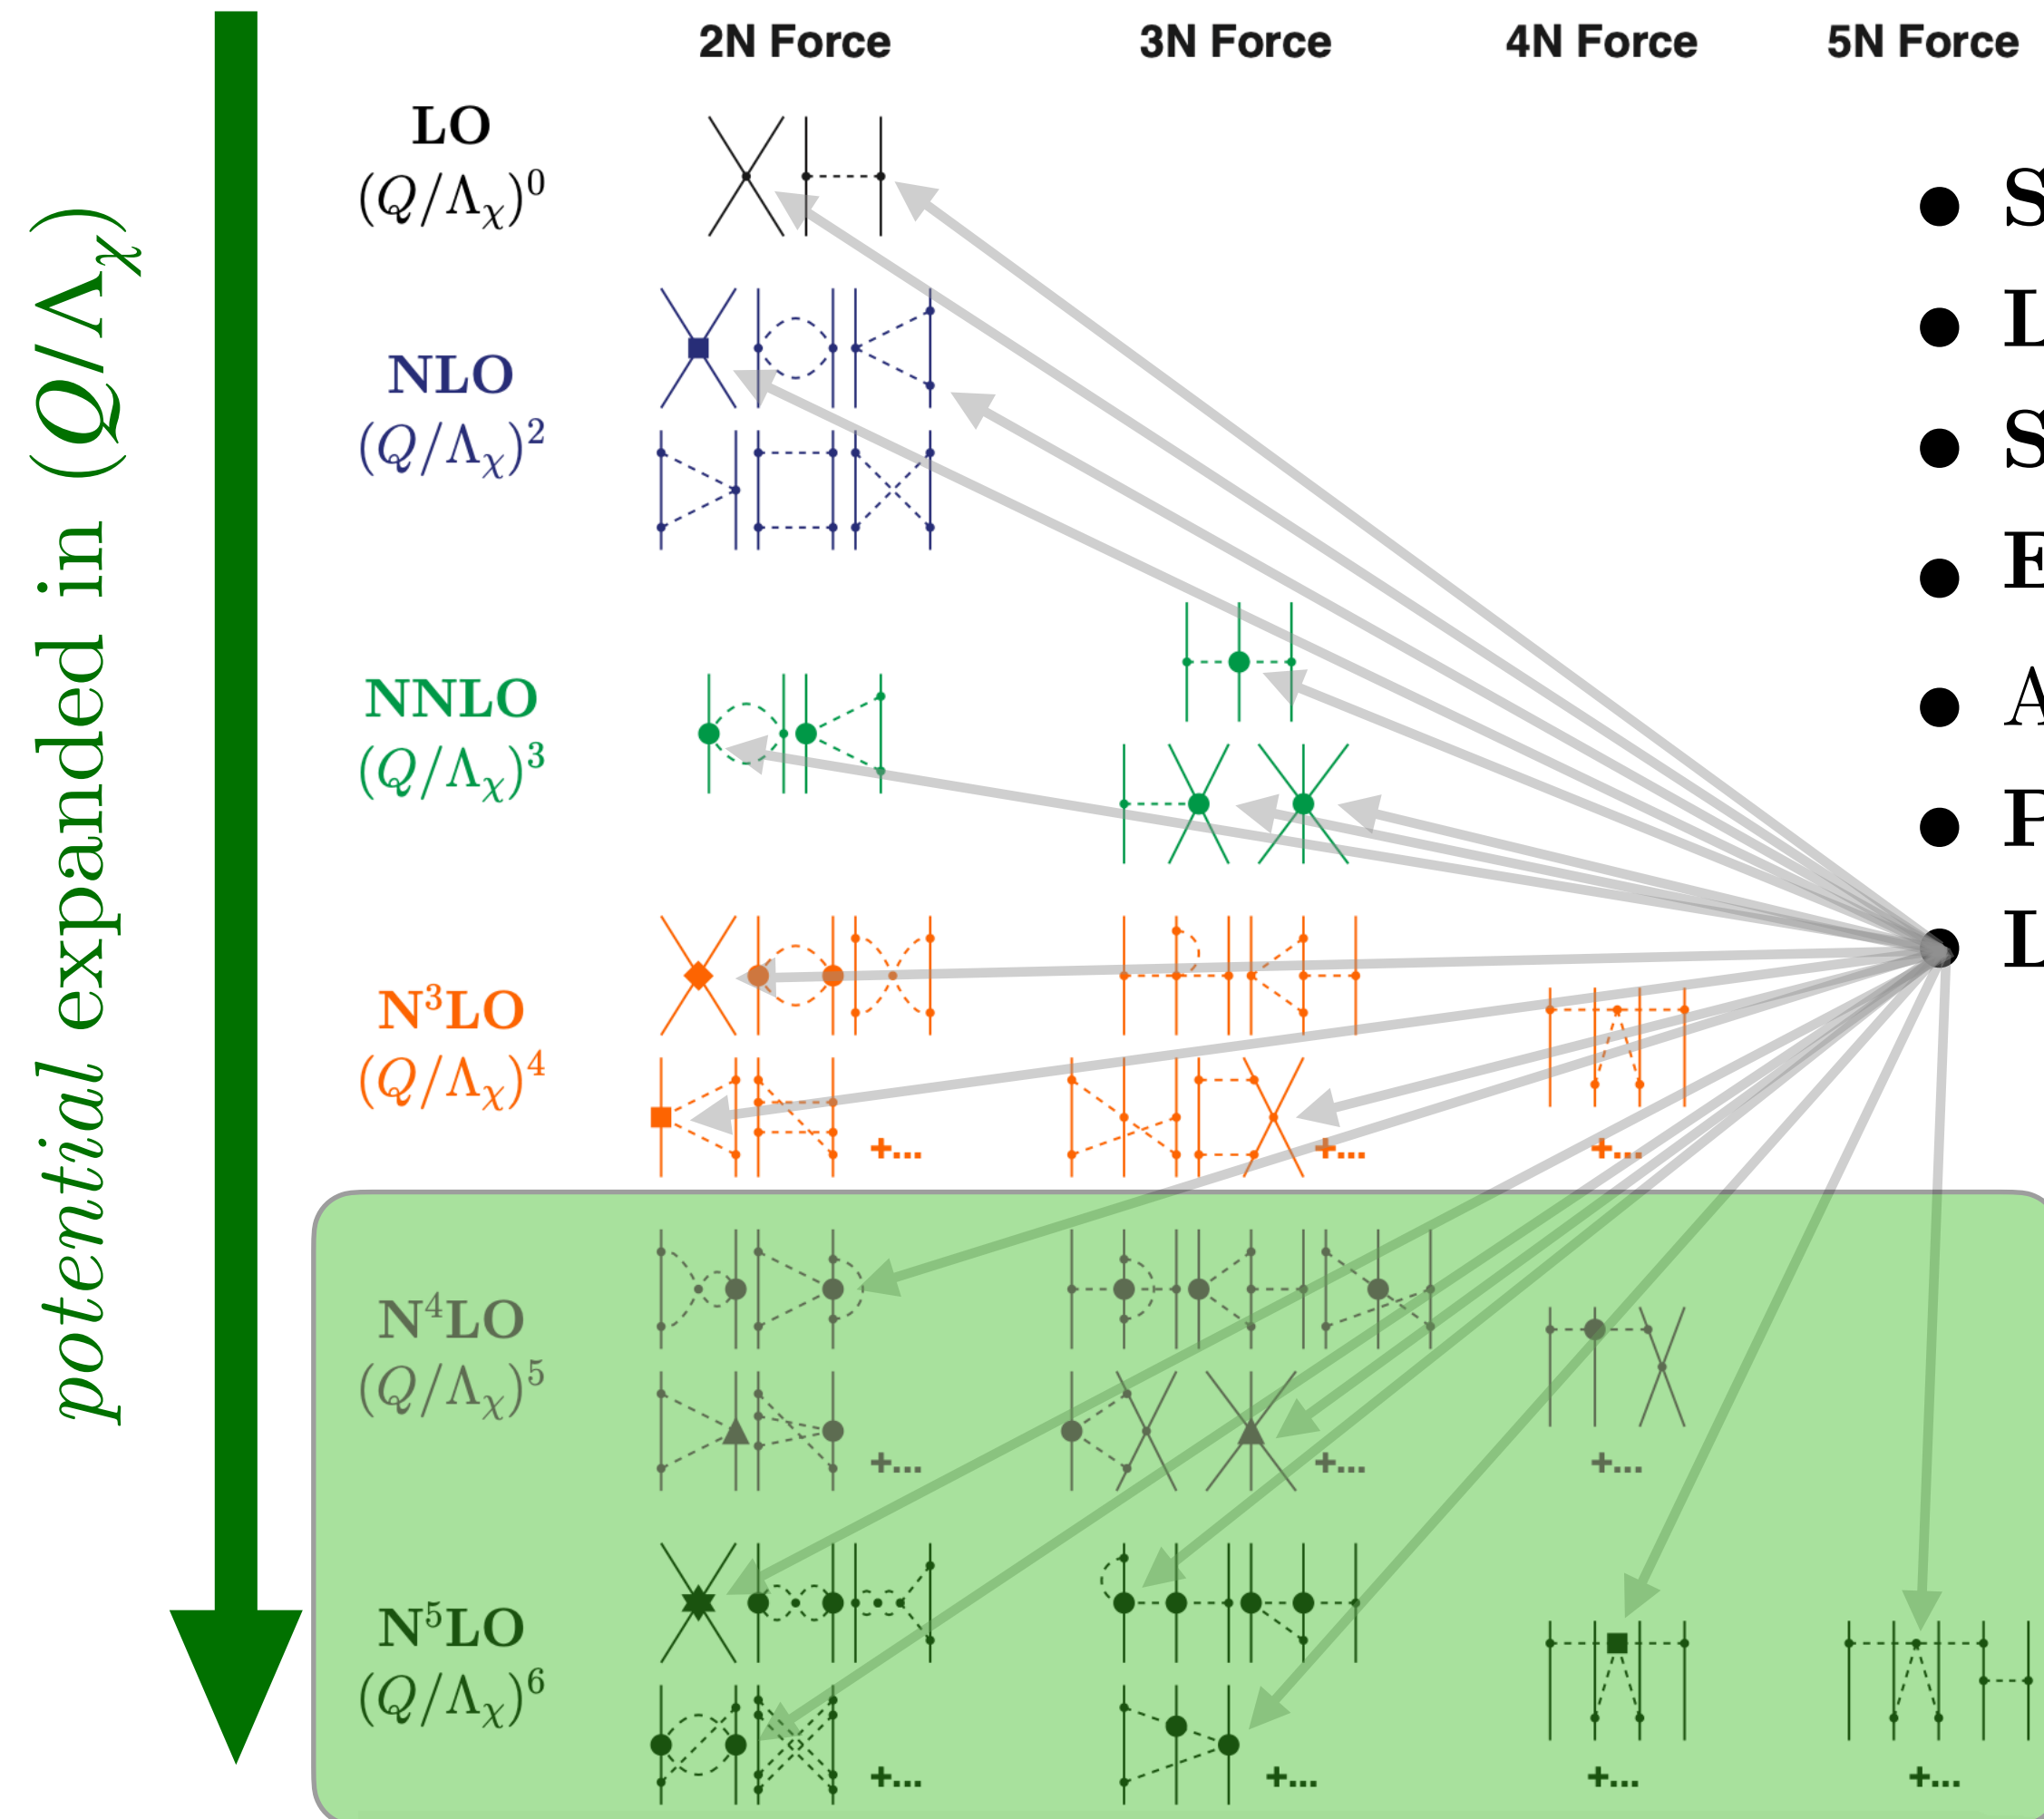 2N Force 3N Force 4N Force 5N Force
potential expanded in (Q/Λχ)
LO
(Q/Λχ)⁰
NLO
(Q/Λχ)²
NNLO
(Q/Λχ)³
N³LO
(Q/Λχ)⁴
+...
+...
+...
N⁴LO
(Q/Λχ)⁵
+...
+...
+...
N⁵LO
(Q/Λχ)⁶
+...
+...
+...
+...
• S
• L
• S
• E
• A
• P
• L